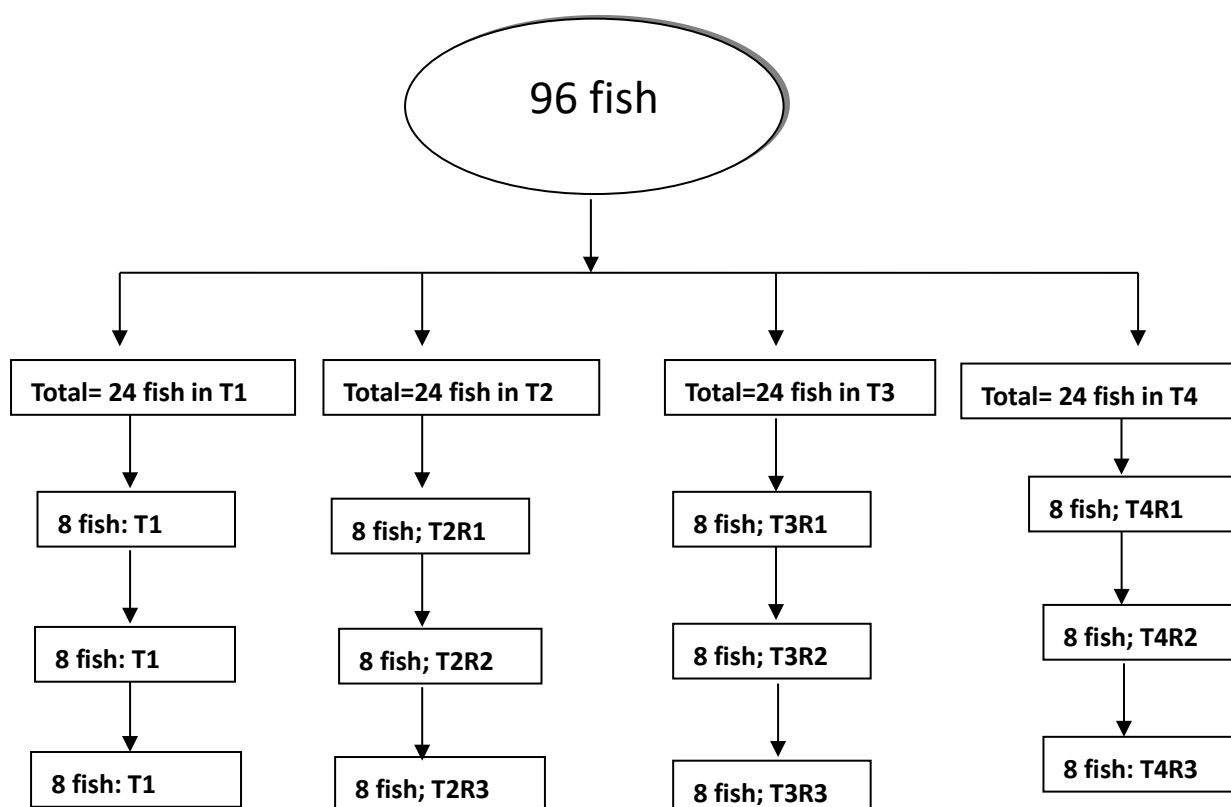 96 fish
Total= 24 fish in T1
Total=24 fish in T2
Total=24 fish in T3
Total= 24 fish in T4
8 fish: T1
8 fish; T2R1
8 fish; T3R1
8 fish; T4R1
8 fish: T1
8 fish; T2R2
8 fish; T3R2
8 fish; T4R2
8 fish: T1
8 fish; T2R3
8 fish; T3R3
8 fish: T4R3